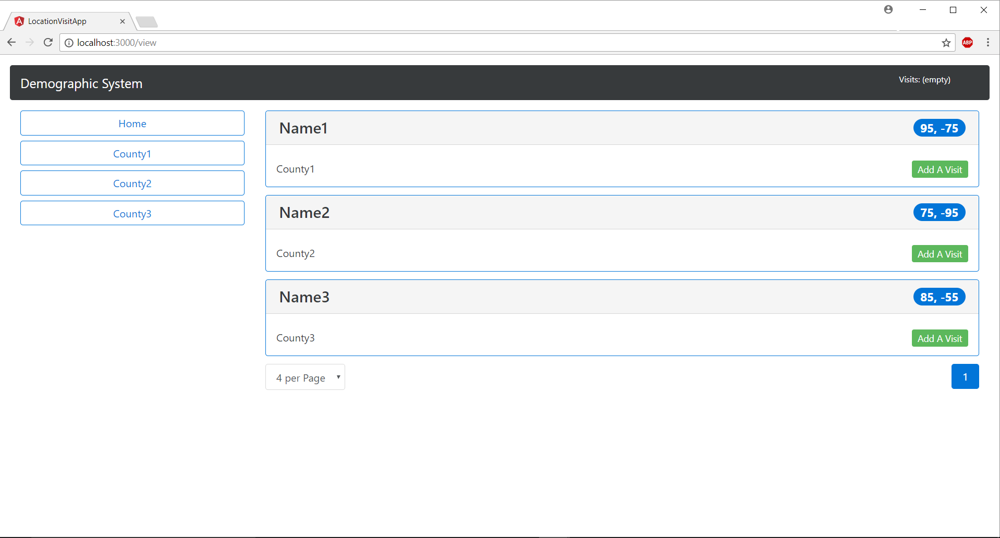 LocationVisitApp
localhost:3000/view
ABP
Demographic System
Visits: (empty)
Home
County1
County2
County3
Name1
95, -75
County1
Add A Visit
Name2
75, -95
County2
Add A Visit
Name3
85, -55
County3
Add A Visit
4 per Page
1